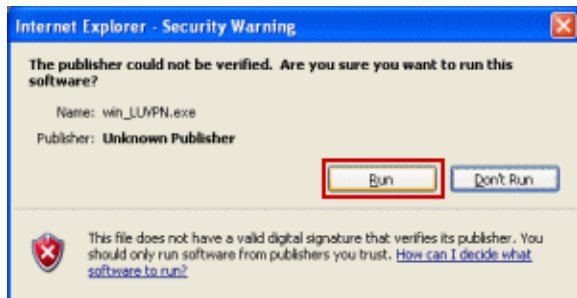 Internet Explorer - Security Warning
The publisher could not be verified. Are you sure you want to run this
software?
Name: win_LUVPN.exe
Publisher: Unknown Publisher
Run
Don't Run
This file does not have a valid digital signature that verifies its publisher. You
should only run software from publishers you trust. How can I decide what
software to run?